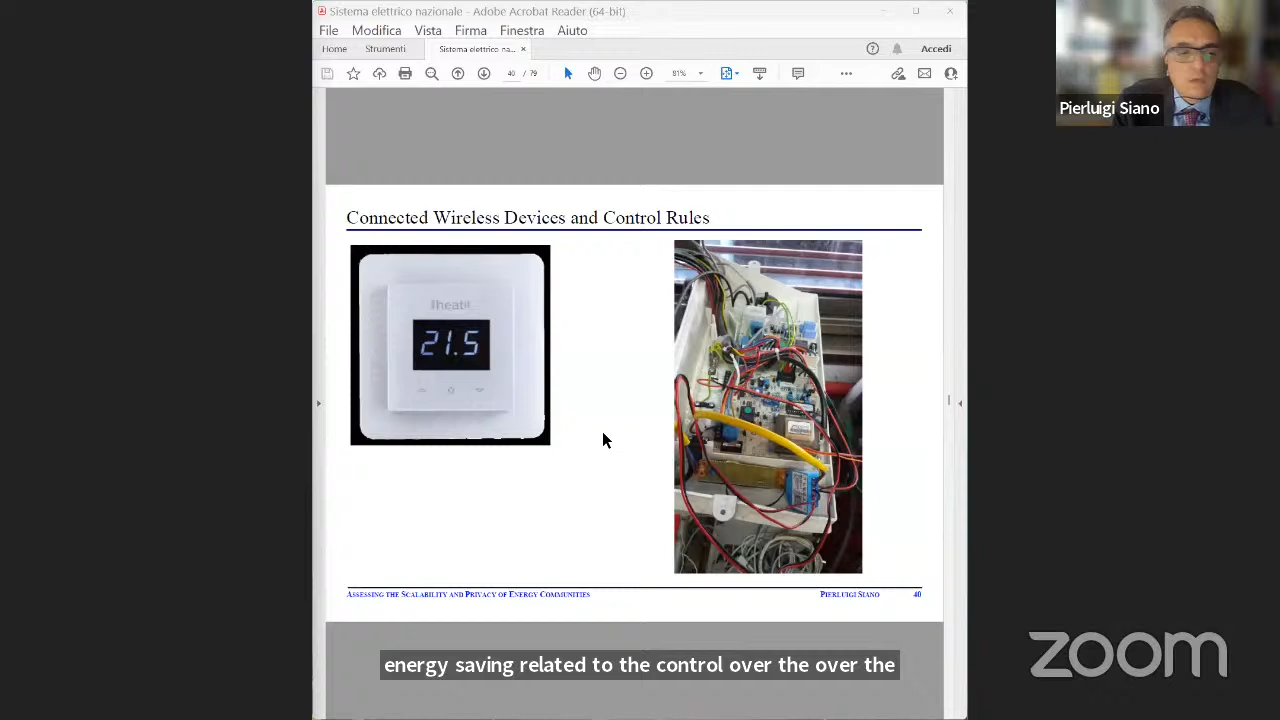 Sistema elettrico nazionale - Adobe Acrobat Reader (64-bit)
File Modifica Vista Firma Finestra Aiuto
Home Strumenti Sistema elettrico na... × Accedi
40 / 79 81%
Pierluigi Siano
Connected Wireless Devices and Control Rules
heatit
21.5
ASSESSING THE SCALABILITY AND PRIVACY OF ENERGY COMMUNITIES PIERLUIGI SIANO 40
energy saving related to the control over the over the
zoom